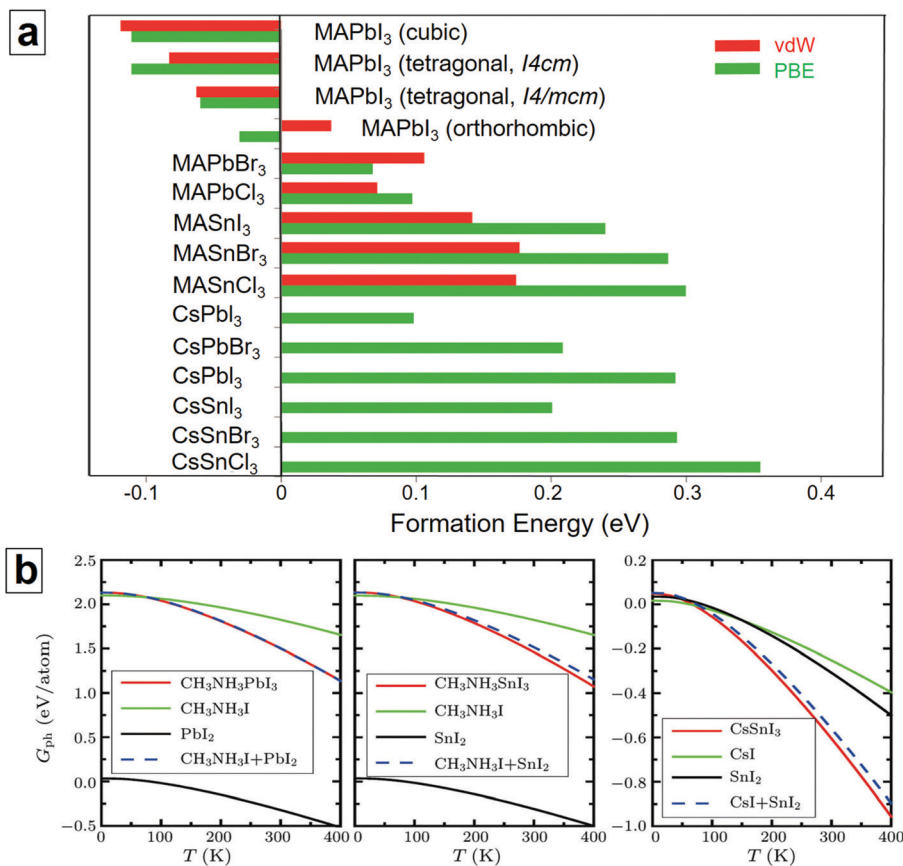 a
MAPbI₃ (cubic)
MAPbI₃ (tetragonal, I4cm)
MAPbI₃ (tetragonal, I4/mcm)
MAPbI₃ (orthorhombic)
vdW
PBE
MAPbBr₃
MAPbCl₃
MASnI₃
MASnBr₃
MASnCl₃
CsPbI₃
CsPbBr₃
CsPbI₃
CsSnI₃
CsSnBr₃
CsSnCl₃
-0.1 0 0.1 0.2 0.3 0.4
Formation Energy (eV)
b
G_ph (eV/atom)
2.5
2.0
1.5
1.0
0.5
0.0
−0.5
CH₃NH₃PbI₃
CH₃NH₃I
PbI₂
CH₃NH₃I+PbI₂
0 100 200 300 400
T (K)
CH₃NH₃SnI₃
CH₃NH₃I
SnI₂
CH₃NH₃I+SnI₂
0 100 200 300 400
T (K)
0.2
0.0
−0.2
−0.4
−0.6
−0.8
−1.0
CsSnI₃
CsI
SnI₂
CsI+SnI₂
0 100 200 300 400
T (K)